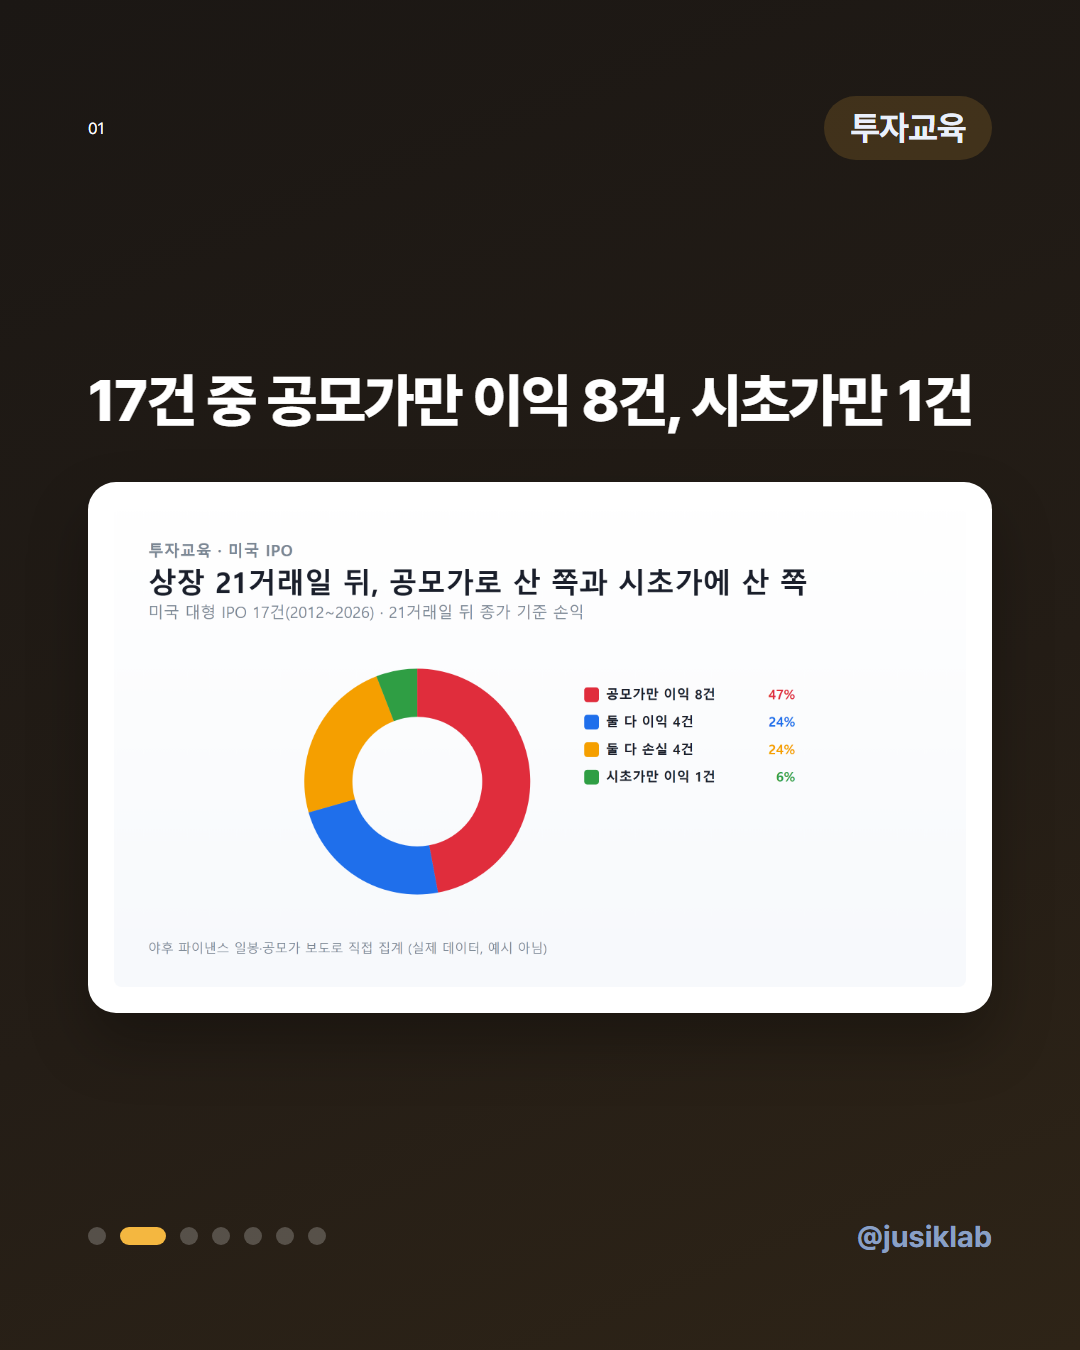 01
투자교육
17건 중 공모가만 이익 8건, 시초가만 1건
투자교육 · 미국 IPO
상장 21거래일 뒤, 공모가로 산 쪽과 시초가에 산 쪽
미국 대형 IPO 17건(2012~2026) · 21거래일 뒤 종가 기준 손익
공모가만 이익 8건 47%
둘 다 이익 4건 24%
둘 다 손실 4건 24%
시초가만 이익 1건 6%
야후 파이낸스 일봉·공모가 보도로 직접 집계 (실제 데이터, 예시 아님)
@jusiklab